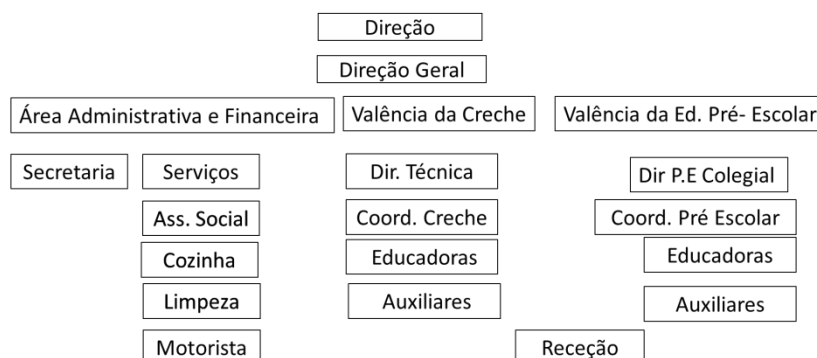 Direção
Direção Geral
Área Administrativa e Financeira
Valência da Creche
Valência da Ed. Pré- Escolar
Secretaria
Serviços
Dir. Técnica
Dir P.E Colegial
Ass. Social
Coord. Creche
Coord. Pré Escolar
Cozinha
Educadoras
Educadoras
Limpeza
Auxiliares
Auxiliares
Motorista
Receção